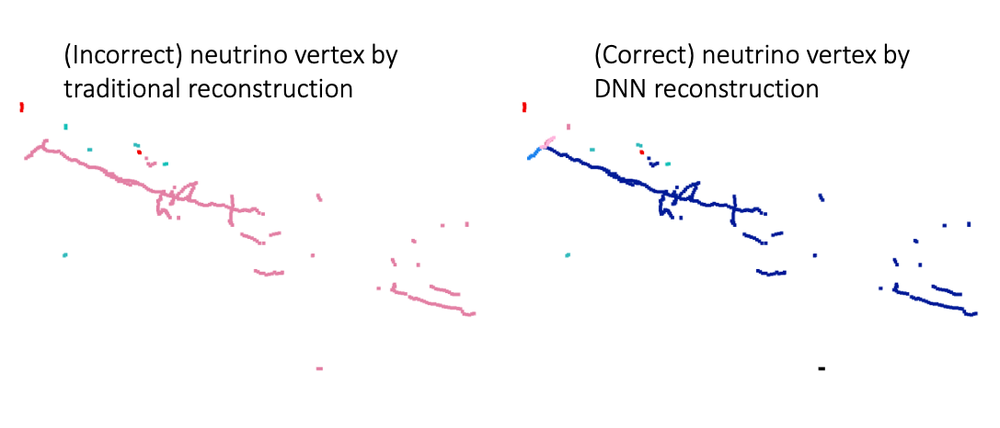 (Incorrect) neutrino vertex by
traditional reconstruction
(Correct) neutrino vertex by
DNN reconstruction